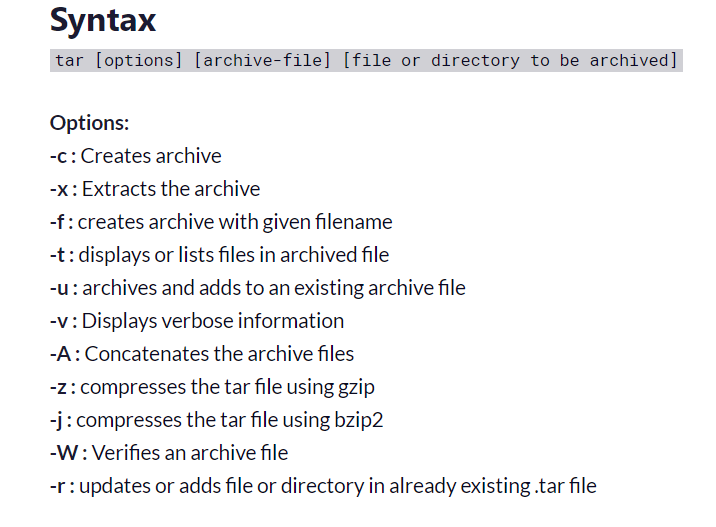 Syntax
tar [options] [archive-file] [file or directory to be archived]
Options:
-c : Creates archive
-x : Extracts the archive
-f : creates archive with given filename
-t : displays or lists files in archived file
-u : archives and adds to an existing archive file
-v : Displays verbose information
-A : Concatenates the archive files
-z : compresses the tar file using gzip
-j : compresses the tar file using bzip2
-W : Verifies an archive file
-r : updates or adds file or directory in already existing .tar file